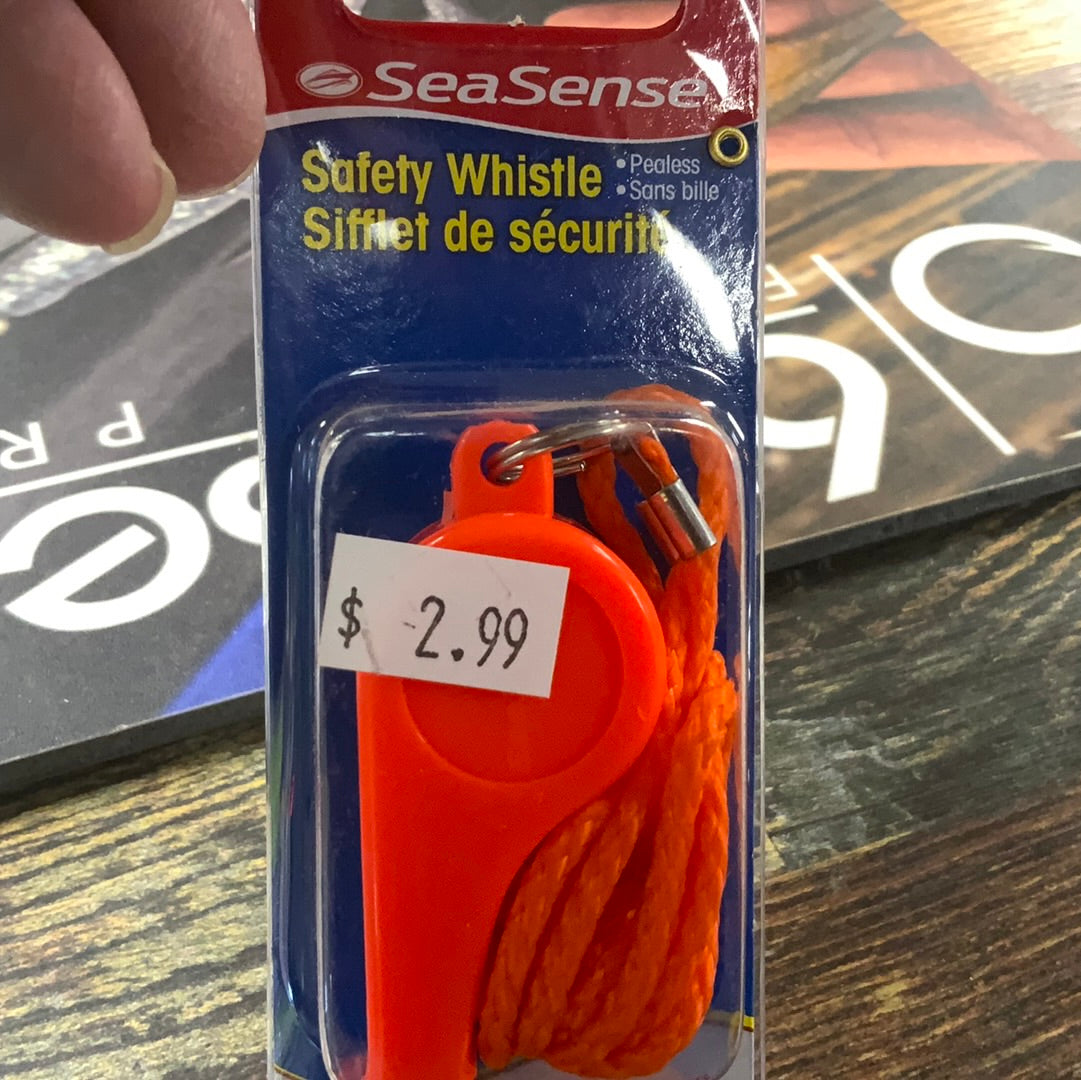 SeaSense
Safety Whistle
• Pealess
• Sans bille
Sifflet de sécurité
$ 2.99